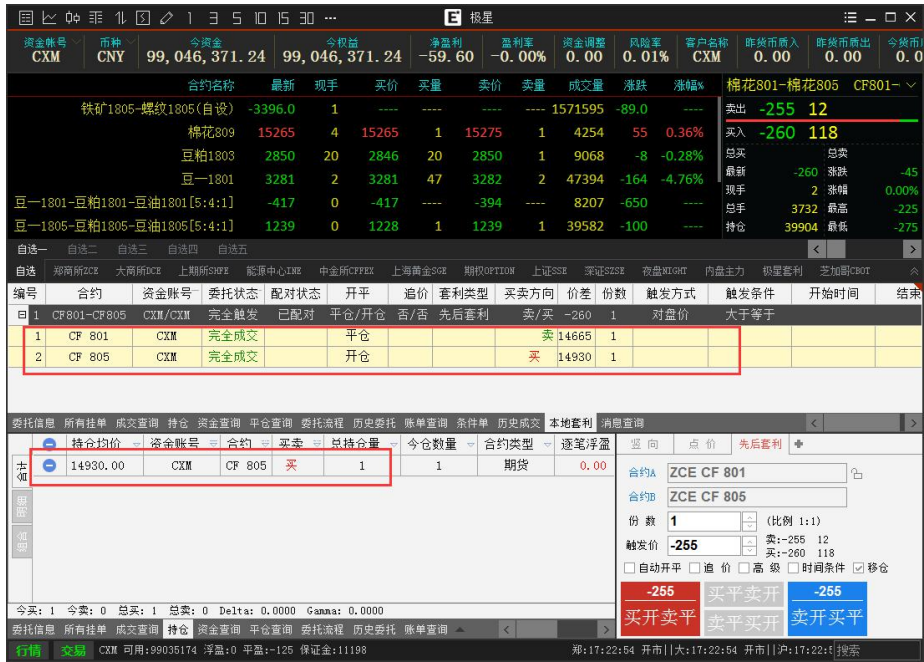 极星
资金账号 币种 今资金 今权益 净盈利 盈利率 资金调整 风险率 客户名称 昨货币质入 昨货币质出 今货币
CXM CNY 99,046,371.24 99,046,371.24 -59.60 -0.00% 0.00 0.01% CXM 0.00 0.00 0.0
合约名称 最新 现手 买价 买量 卖价 卖量 成交量 涨跌 涨幅% 棉花801-棉花805 CF801-
铁矿1805-螺纹1805(自设) -3396.0 1 ---- ---- ---- ---- 1571595 -89.0 ---- 卖出 -255 12
棉花809 15265 4 15265 1 15275 1 4254 55 0.36% 买入 -260 118
总买 总卖
豆粕1803 2850 20 2846 20 2850 1 9068 -8 -0.28% 最新 -260 涨跌 -45
豆一1801 3281 2 3281 47 3282 2 47394 -164 -4.76% 现手 2 涨幅 0.00%
豆一1801-豆粕1801-豆油1801[5:4:1] -417 0 -417 ---- -394 ---- 8207 -650 ---- 总手 3732 最高 -225
豆一1805-豆粕1805-豆油1805[5:4:1] 1239 0 1228 1 1239 1 39582 -100 ---- 持仓 39904 最低 -275
自选一 自选二 自选三 自选四 自选五
自选 郑商所ZCE 大商所DCE 上期所SHFE 能源中心INE 中金所CFFEX 上海黄金SGE 期权OPTION 上证SSE 深证SZSE 夜盘NIGHT 内盘主力 极星套利 芝加哥CBOT
编号 合约 资金账号 委托状态 配对状态 开平 追价 套利类型 买卖方向 价差 份数 触发方式 触发条件 开始时间 结束
1 CF801-CF805 CXM/CXM 完全触发 已配对 平仓/开仓 否/否 先后套利 卖/买 -260 1 对盘价 大于等于
1 CF 801 CXM 完全成交 平仓 卖 14665 1
2 CF 805 CXM 完全成交 开仓 买 14930 1
委托信息 所有挂单 成交查询 持仓 资金查询 平仓查询 委托流程 历史委托 账单查询 条件单 历史成交 本地套利 消息查询
持仓均价 资金账号 合约 买卖 总持仓量 今仓数量 合约类型 逐笔浮盈
14930.00 CXM CF 805 买 1 1 期货 0.00
竖向 点价 先后套利
合约A ZCE CF 801
合约B ZCE CF 805
份数 1 (比例 1:1)
触发价 -255 卖:-255 12
买:-260 118
自动开平 追价 高级 时间条件 移仓
-255 买平卖开 -255
买开卖平 卖平买开 卖开买平
今买: 1 今卖: 0 总买: 1 总卖: 0 Delta: 0.0000 Gamma: 0.0000
委托信息 所有挂单 成交查询 持仓 资金查询 平仓查询 委托流程 历史委托 账单查询
行情 交易 CXM 可用:99035174 浮盈:0 平盈:-125 保证金:11198 郑:17:22:54 开市||大:17:22:54 开市||沪:17:22:5 搜索